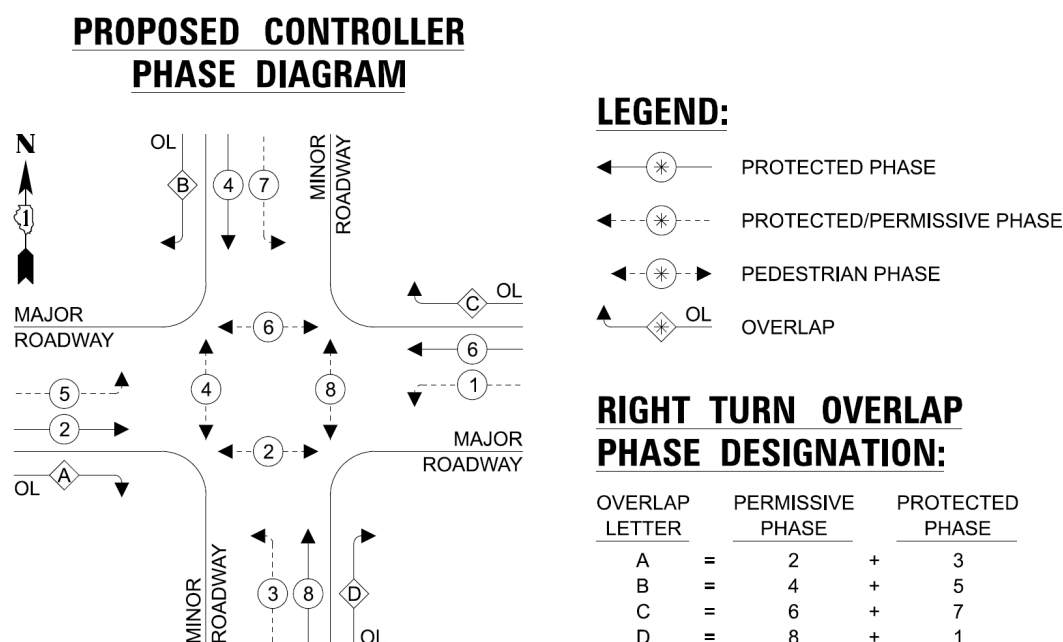 PROPOSED CONTROLLER
PHASE DIAGRAM
N
1
OL
B
4
7
MINOR
ROADWAY
MAJOR
ROADWAY
C
OL
6
6
1
5
2
4
8
2
A
OL
MAJOR
ROADWAY
MINOR
ROADWAY
3
8
D
OL
LEGEND:
PROTECTED PHASE
PROTECTED/PERMISSIVE PHASE
PEDESTRIAN PHASE
OL
OVERLAP
RIGHT TURN OVERLAP
PHASE DESIGNATION:
OVERLAP PERMISSIVE PROTECTED
LETTER PHASE PHASE
A = 2 + 3
B = 4 + 5
C = 6 + 7
D = 8 + 1